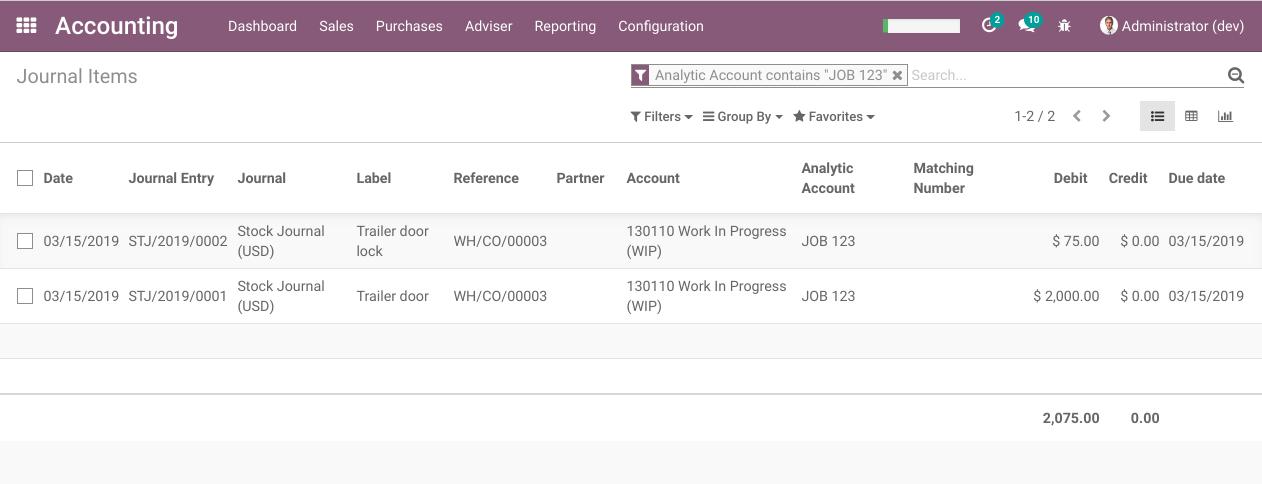 Accounting Dashboard Sales Purchases Adviser Reporting Configuration 2 10 Administrator (dev)
Journal Items
Analytic Account contains "JOB 123" Search...
Filters Group By Favorites 1-2 / 2
Date Journal Entry Journal Label Reference Partner Account Analytic Account Matching Number Debit Credit Due date
03/15/2019 STJ/2019/0002 Stock Journal (USD) Trailer door lock WH/CO/00003 130110 Work In Progress (WIP) JOB 123 $ 75.00 $ 0.00 03/15/2019
03/15/2019 STJ/2019/0001 Stock Journal (USD) Trailer door WH/CO/00003 130110 Work In Progress (WIP) JOB 123 $ 2,000.00 $ 0.00 03/15/2019
2,075.00 0.00